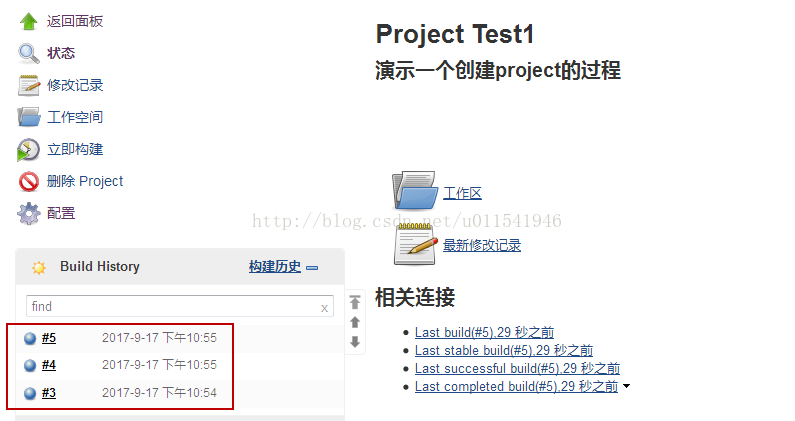 返回面板
状态
修改记录
工作空间
立即构建
删除 Project
配置
Build History 构建历史
find x
#5 2017-9-17 下午10:55
#4 2017-9-17 下午10:55
#3 2017-9-17 下午10:54
Project Test1
演示一个创建project的过程
工作区
http://blog.csdn.net/u011541946
最新修改记录
相关连接
Last build(#5),29 秒之前
Last stable build(#5),29 秒之前
Last successful build(#5),29 秒之前
Last completed build(#5),29 秒之前